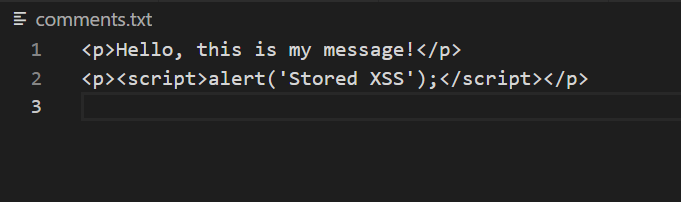 comments.txt
1 <p>Hello, this is my message!</p>
2 <p><script>alert('Stored XSS');</script></p>
3